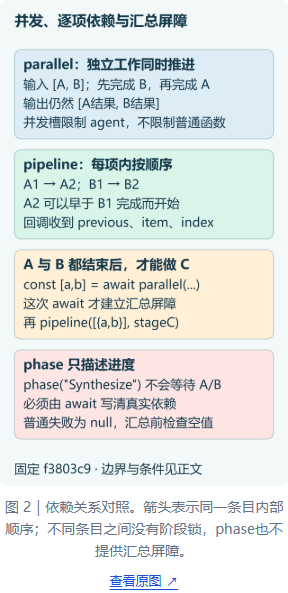 并发、逐项依赖与汇总屏障
parallel：独立工作同时推进
输入 [A, B]；先完成 B，再完成 A
输出仍然 [A结果, B结果]
并发槽限制 agent，不限制普通函数
pipeline：每项内按顺序
A1 → A2；B1 → B2
A2 可以早于 B1 完成而开始
回调收到 previous、item、index
A 与 B 都结束后，才能做 C
const [a,b] = await parallel(...)
这次 await 才建立汇总屏障
再 pipeline([{a,b}], stageC)
phase 只描述进度
phase("Synthesize") 不会等待 A/B
必须由 await 写清真实依赖
普通失败为 null，汇总前检查空值
固定 f3803c9 · 边界与条件见正文
图 2｜依赖关系对照。箭头表示同一条目内部
顺序；不同条目之间没有阶段锁，phase也不
提供汇总屏障。
查看原图 ↗